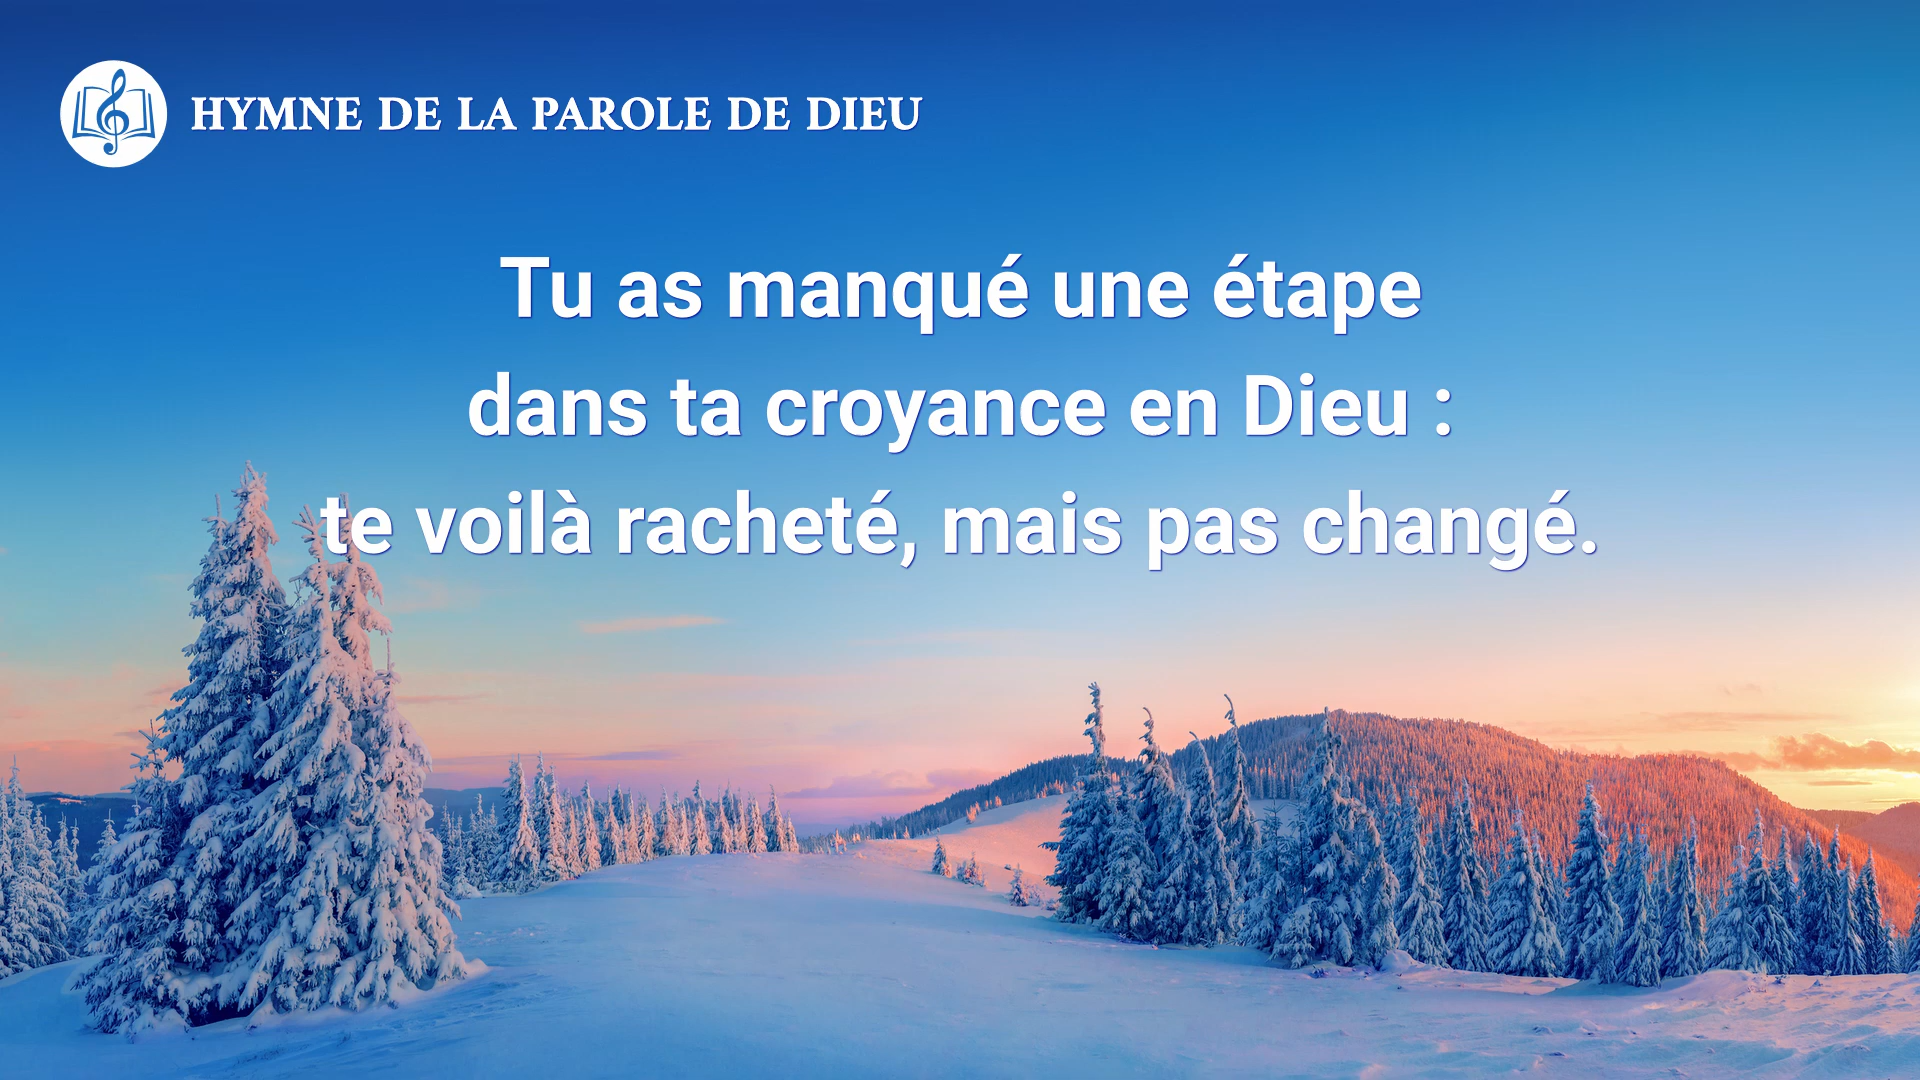 HYMNE DE LA PAROLE DE DIEU
Tu as manqué une étape
dans ta croyance en Dieu :
te voilà racheté, mais pas changé.